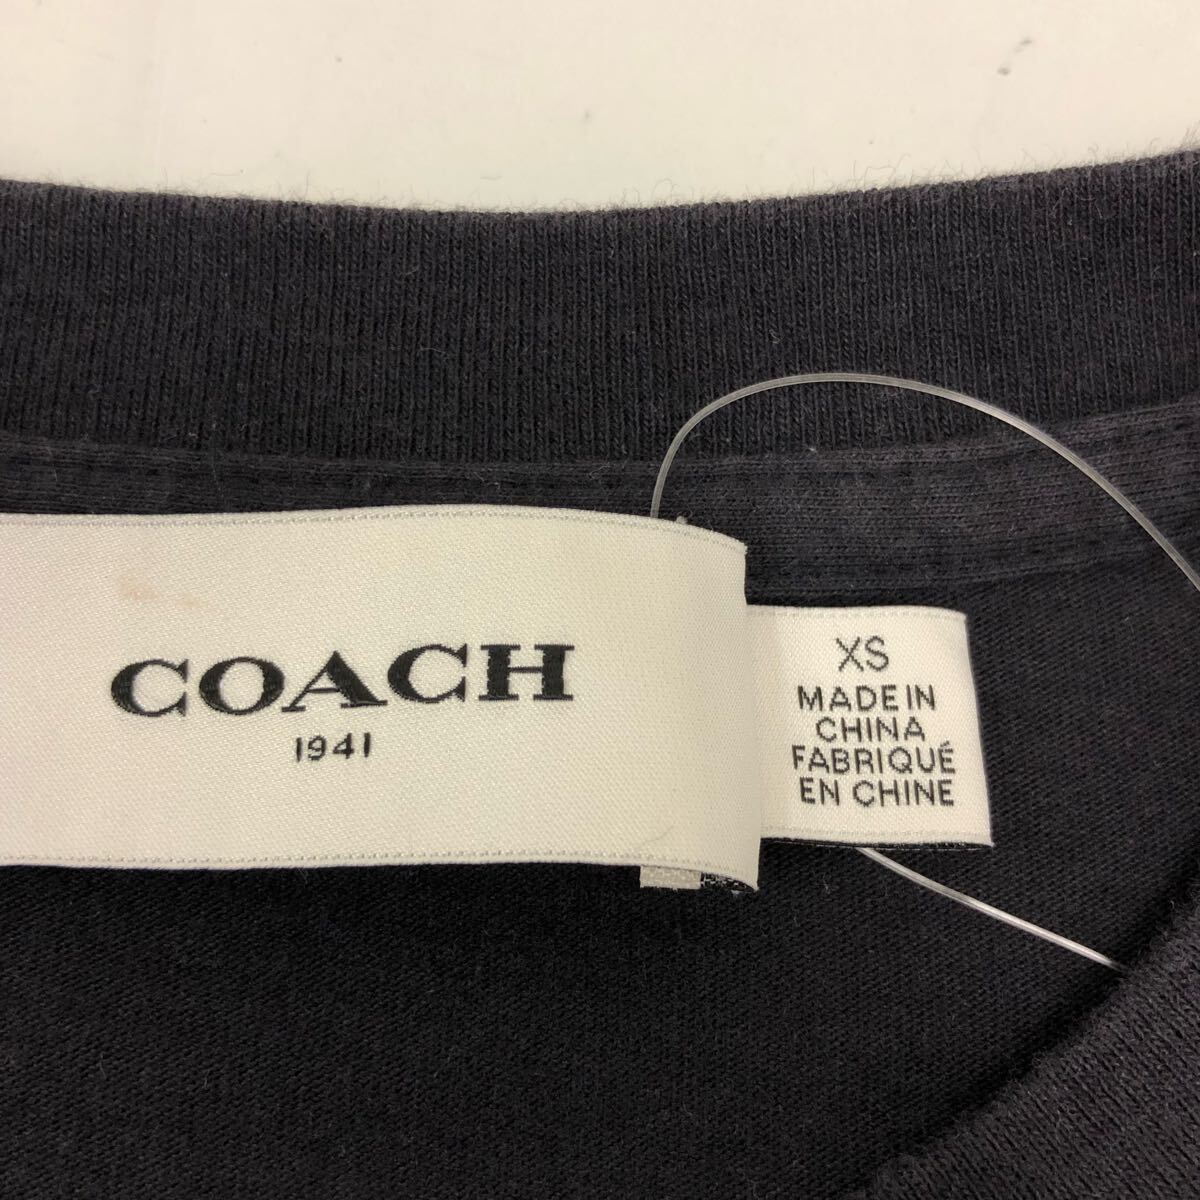 COACH
1941
XS
MADE IN
CHINA
FABRIQUÉ
EN CHINE